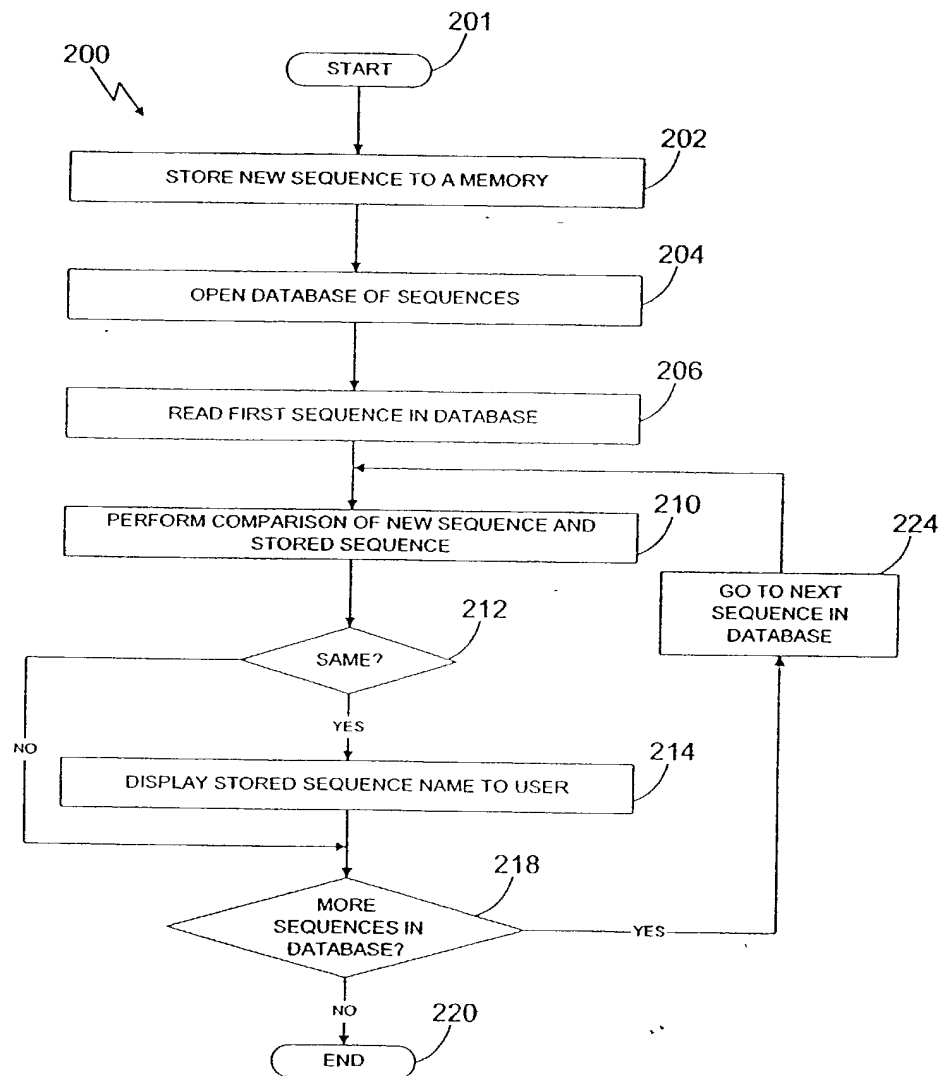 201
200
START
202
STORE NEW SEQUENCE TO A MEMORY
204
OPEN DATABASE OF SEQUENCES
206
READ FIRST SEQUENCE IN DATABASE
210
PERFORM COMPARISON OF NEW SEQUENCE AND
STORED SEQUENCE
224
GO TO NEXT
SEQUENCE IN
DATABASE
212
SAME?
YES
NO
214
DISPLAY STORED SEQUENCE NAME TO USER
218
MORE
SEQUENCES IN
DATABASE?
YES
NO
220
END